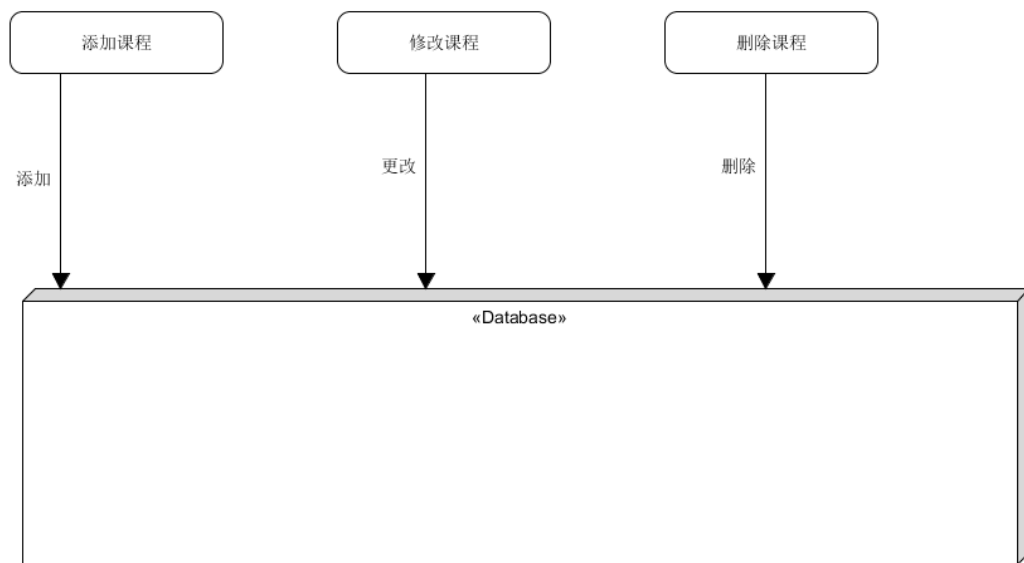 添加课程
修改课程
删除课程
添加
更改
删除
«Database»